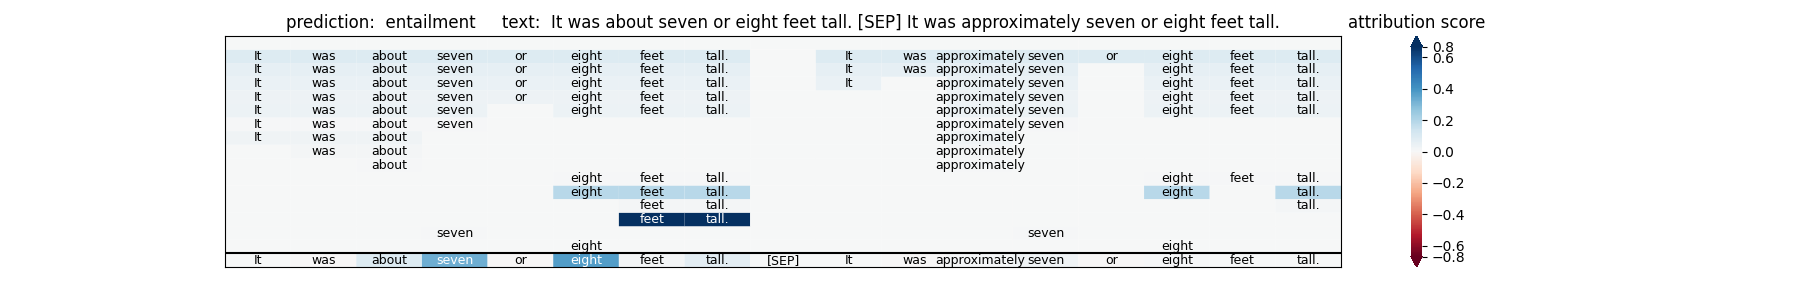 prediction: entailment text: It was about seven or eight feet tall. [SEP] It was approximately seven or eight feet tall. attribution score
It was about seven or eight feet tall. It was approximately seven or eight feet tall.
It was about seven or eight feet tall. It was approximately seven eight feet tall.
It was about seven or eight feet tall. It approximately seven eight feet tall.
It was about seven or eight feet tall. approximately seven eight feet tall.
It was about seven eight feet tall. approximately seven eight feet tall.
It was about seven approximately seven
It was about approximately
was about approximately
about approximately
eight feet tall. eight feet tall.
eight feet tall. eight tall.
feet tall. tall.
feet tall.
seven seven
eight eight
It was about seven or eight feet tall. [SEP] It was approximately seven or eight feet tall.
0.8
0.6
0.4
0.2
0.0
−0.2
−0.4
−0.6
−0.8